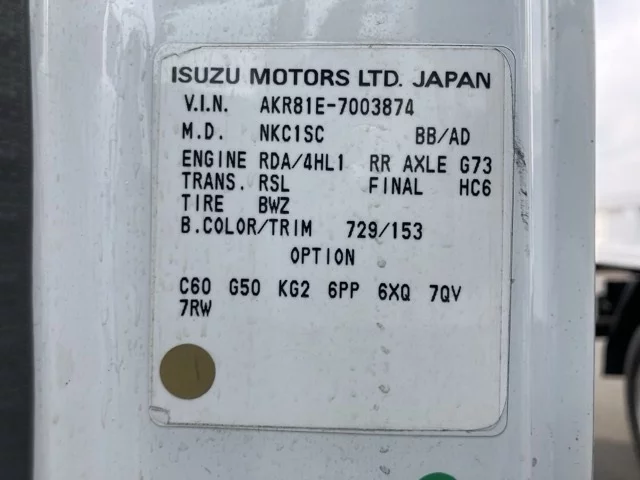 ISUZU MOTORS LTD. JAPAN
V.I.N. AKR81E-7003874
M.D. NKC1SC BB/AD
ENGINE RDA/4HL1 RR AXLE G73
TRANS. RSL FINAL HC6
TIRE BWZ
B.COLOR/TRIM 729/153
OPTION
C60 G50 KG2 6PP 6XQ 7QV
7RW